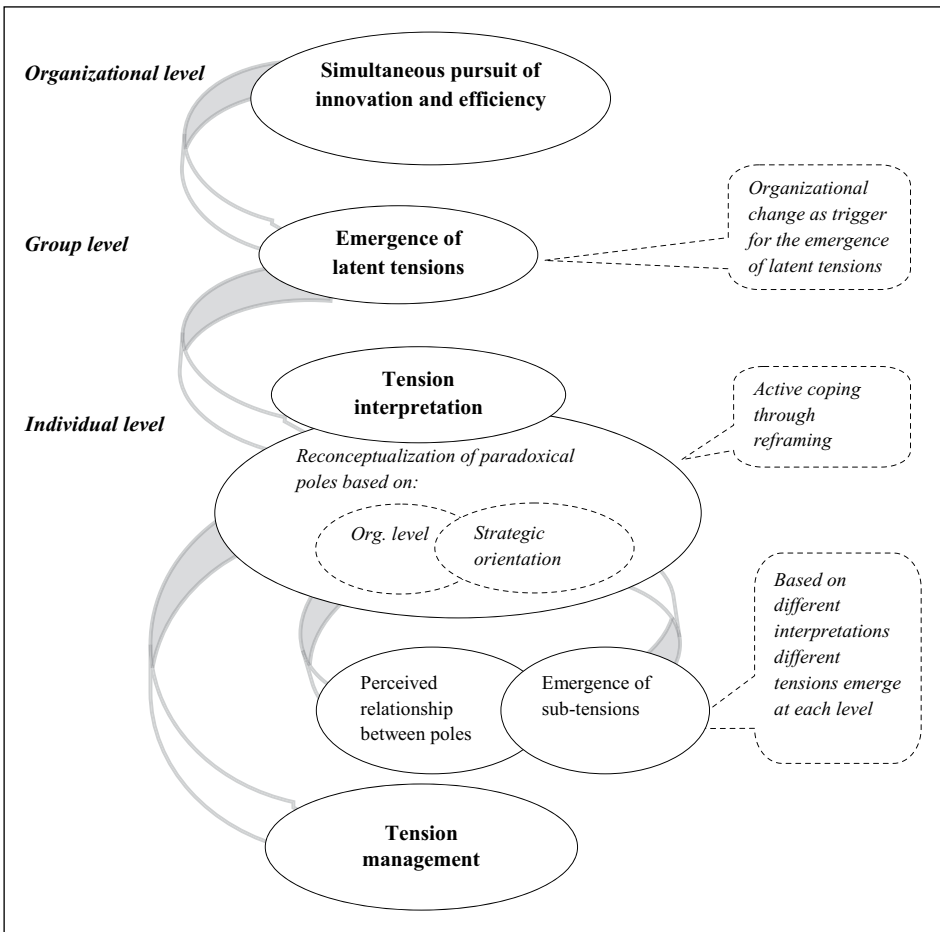 Organizational level
Simultaneous pursuit of
innovation and efficiency
Organizational
change as trigger
for the emergence
of latent tensions
Group level
Emergence of
latent tensions
Tension
interpretation
Active coping
through
reframing
Individual level
Reconceptualization of paradoxical
poles based on:
Org. level
Strategic
orientation
Based on
different
interpretations
different
tensions emerge
at each level
Perceived
relationship
between poles
Emergence of
sub-tensions
Tension
management